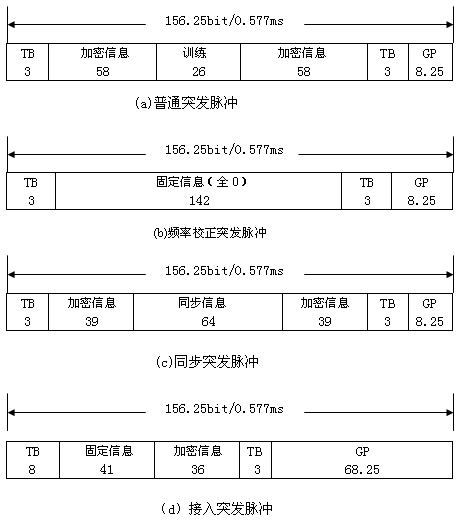 156.25bit/0.577ms
TB 加密信息 训练 加密信息 TB GP
3 58 26 58 3 8.25
(a)普通突发脉冲
156.25bit/0.577ms
TB 固定信息(全0) TB GP
3 142 3 8.25
(b)频率校正突发脉冲
156.25bit/0.577ms
TB 加密信息 同步信息 加密信息 TB GP
3 39 64 39 3 8.25
(c)同步突发脉冲
156.25bit/0.577ms
TB 固定信息 加密信息 TB GP
8 41 36 3 68.25
(d) 接入突发脉冲